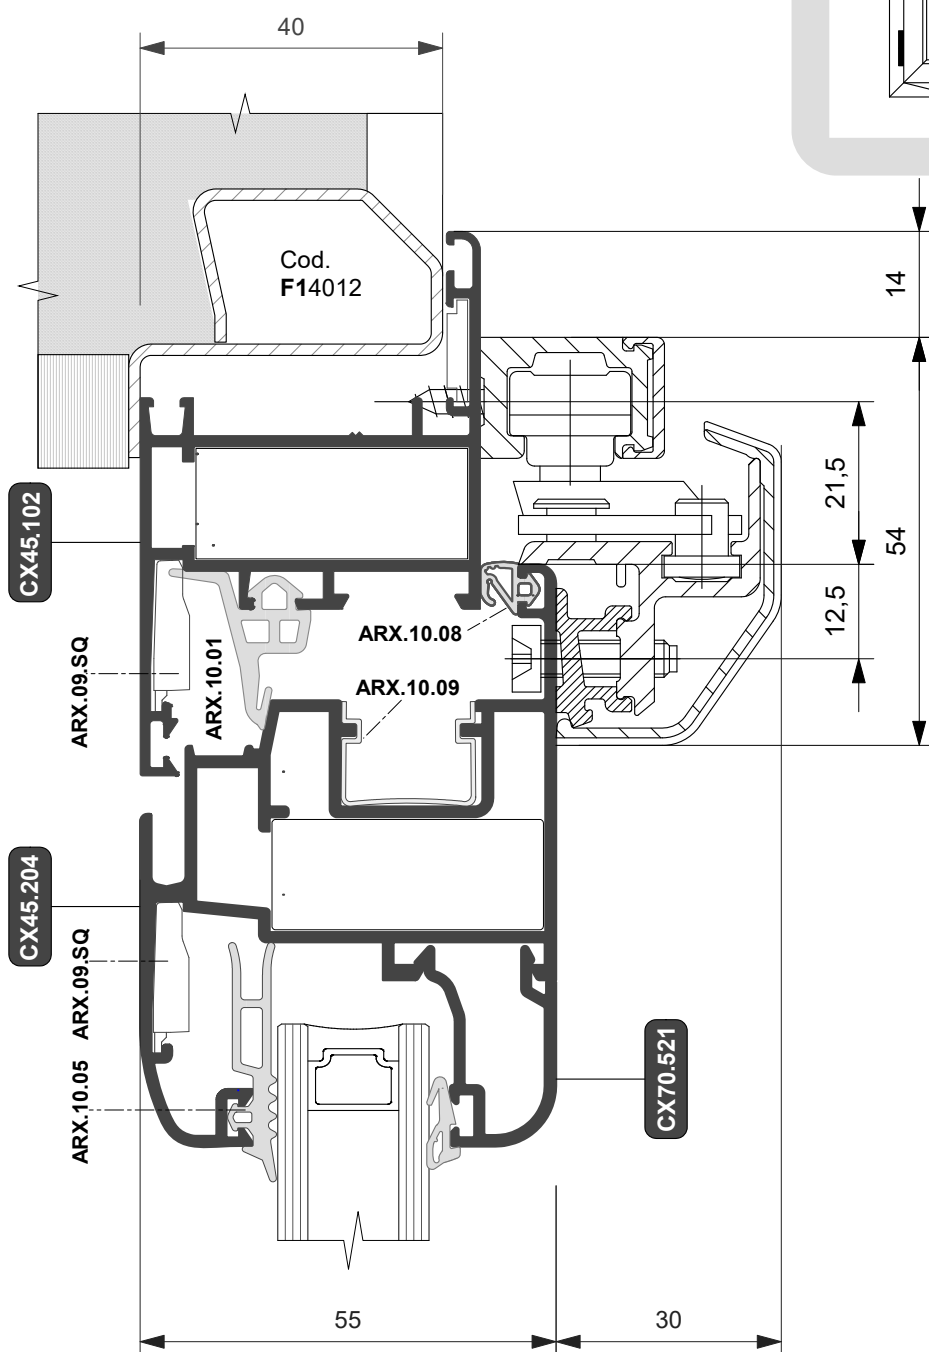 40
Cod.
F14012
14
CX45.102
21,5
54
12,5
ARX.10.08
ARX.09.SQ
ARX.10.01
ARX.10.09
CX45.204
ARX.09.SQ
ARX.10.05
CX70.521
55
30